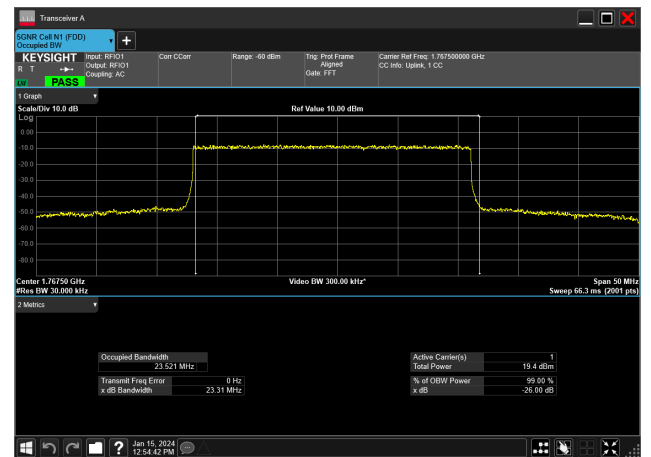 Transceiver A
5GNR Cell N1 (FDD)
Occupied BW
KEYSIGHT
R T
LNI
PASS
Input: RFIO1
Output: RFIO1
Coupling: AC
Corr CCorr
Range: -60 dBm
Trig: Prot Frame
Aligned
Gate: FFT
Carrier Ref Freq: 1.767500000 GHz
CC Info: Uplink, 1 CC
1 Graph
Scale/Div 10.0 dB
Ref Value 10.00 dBm
Log
0.00
-10.0
-20.0
-30.0
-40.0
-50.0
-60.0
-70.0
-80.0
Center 1.76750 GHz
Video BW 300.00 kHz*
Span 50 MHz
#Res BW 30.000 kHz
Sweep 66.3 ms (2001 pts)
2 Metrics
Occupied Bandwidth
23.521 MHz
Transmit Freq Error 0 Hz
x dB Bandwidth 23.31 MHz
Active Carrier(s) 1
Total Power 19.4 dBm
% of OBW Power 99.00 %
x dB -26.00 dB
?
Jan 15, 2024
12:54:42 PM